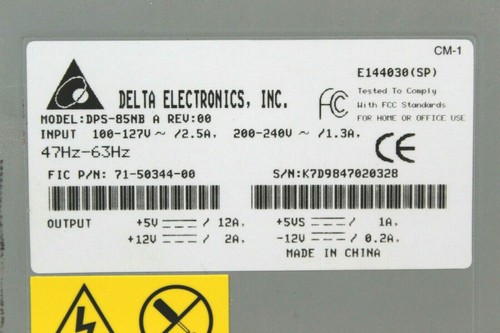 CM-1
E144030(SP)
DELTA ELECTRONICS, INC.
FC Tested To Comply
With FCC Standards
FOR HOME OR OFFICE USE
MODEL:DPS-85NB A REV:00
INPUT 100-127V~ /2.5A, 200-240V~ /1.3A,
47Hz-63Hz
CE
FIC P/N: 71-50344-00 S/N:K7D9847020328
OUTPUT +5V ⎓ / 12A, +5VS ⎓ / 1A,
+12V ⎓ / 2A, -12V ⎓ / 0.2A,
MADE IN CHINA